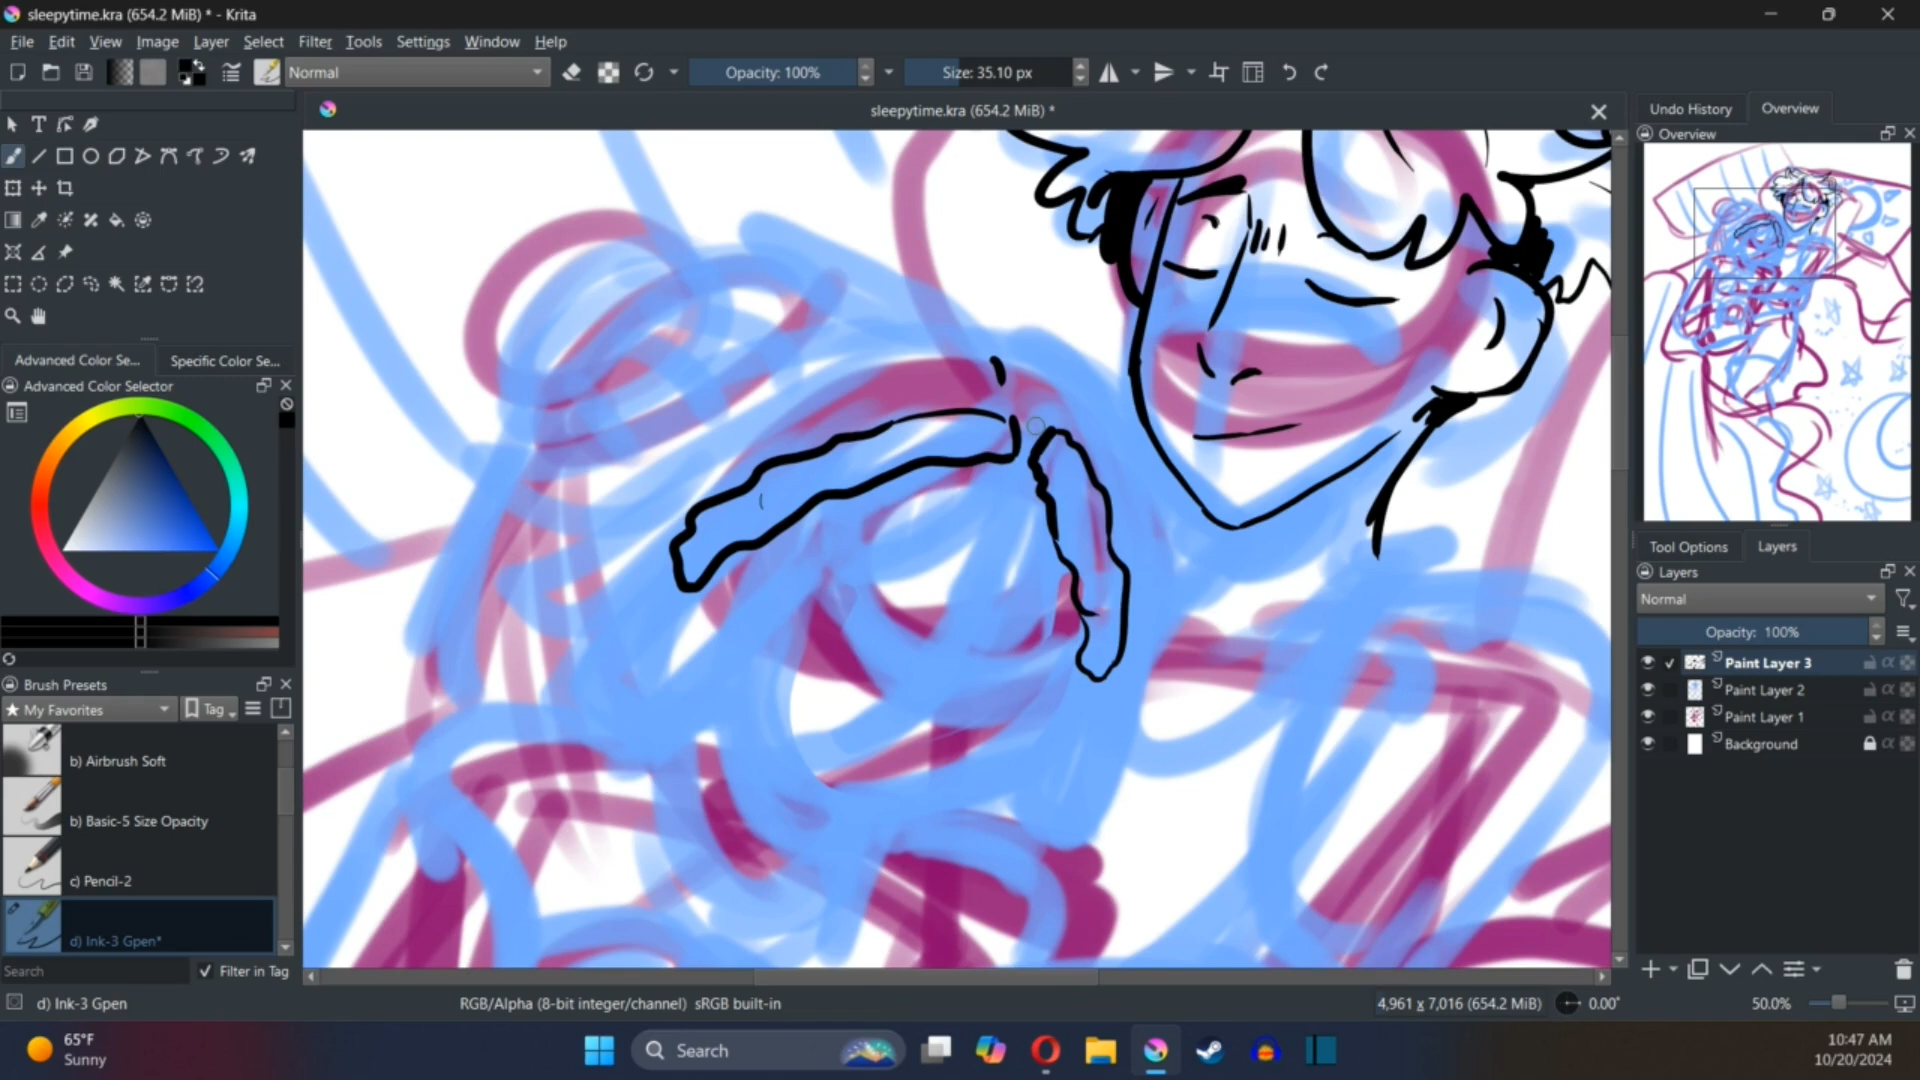 sleepytime.kra (654.2 MiB) * - Krita
File Edit View Image Layer Select Filter Tools Settings Window Help
Normal Opacity: 100% Size: 35.10 px
sleepytime.kra (654.2 MiB) *
Undo History Overview
Overview
Advanced Color Se... Specific Color Se...
Advanced Color Selector
Brush Presets
My Favorites Tag
b) Airbrush Soft
b) Basic-5 Size Opacity
c) Pencil-2
d) Ink-3 Gpen*
Search Filter in Tag
Tool Options Layers
Layers
Normal
Opacity: 100%
Paint Layer 3
Paint Layer 2
Paint Layer 1
Background
d) Ink-3 Gpen RGB/Alpha (8-bit integer/channel) sRGB built-in 4,961 x 7,016 (654.2 MiB) 0.00° 50.0%
65°F
Sunny
Search
10:47 AM
10/20/2024